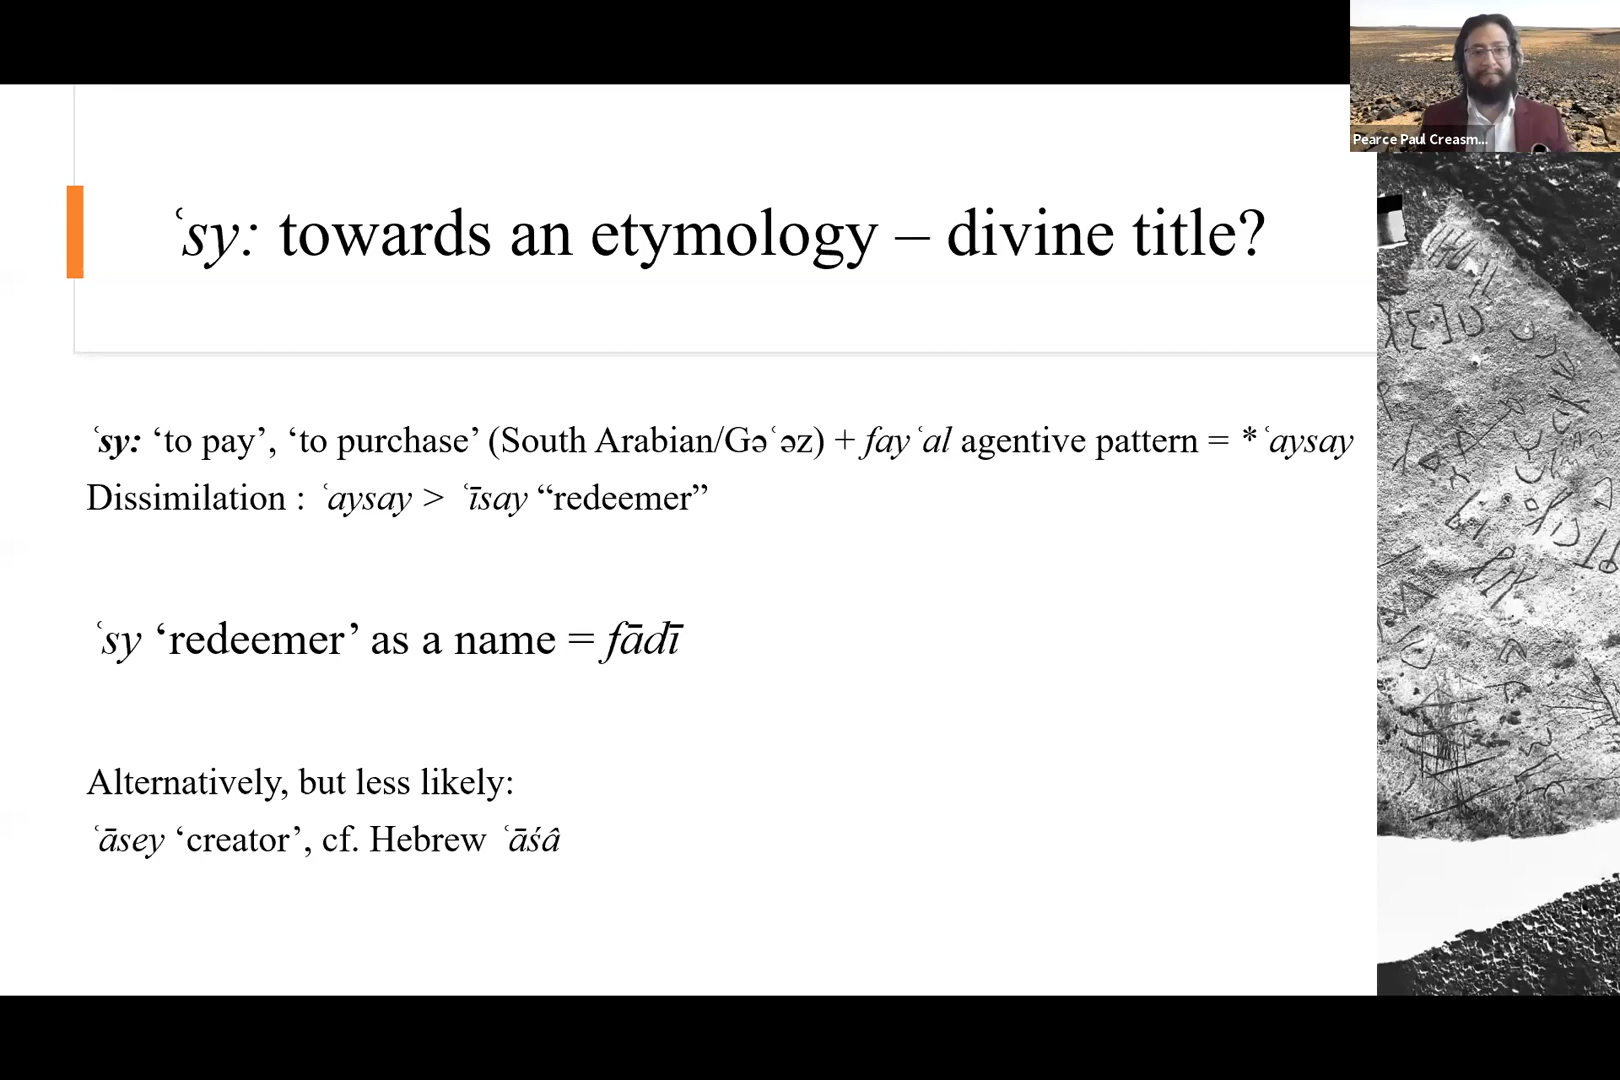 ʿsy: towards an etymology – divine title?
Pearce Paul Creasm...
ʿsy: ‘to pay’, ‘to purchase’ (South Arabian/Gəʿəz) + fayʿal agentive pattern = *ʿaysay
Dissimilation : ʿaysay > ʿīsay “redeemer”
ʿsy ‘redeemer’ as a name = fādī
Alternatively, but less likely:
ʿāsey ‘creator’, cf. Hebrew ʿāśâ